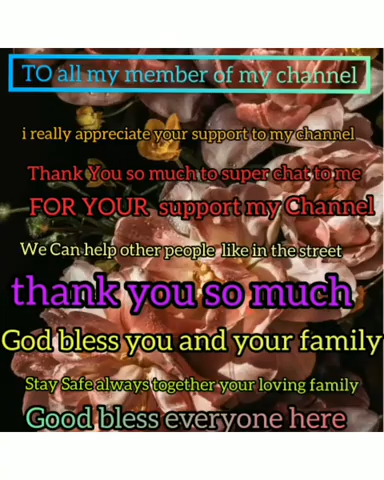 TO all my member of my channel
i really appreciate your support to my channel
Thank You so much to super chat to me
FOR YOUR support my Channel
We Can help other people like in the street
thank you so much
God bless you and your family
Stay Safe always together your loving family
Good bless everyone here